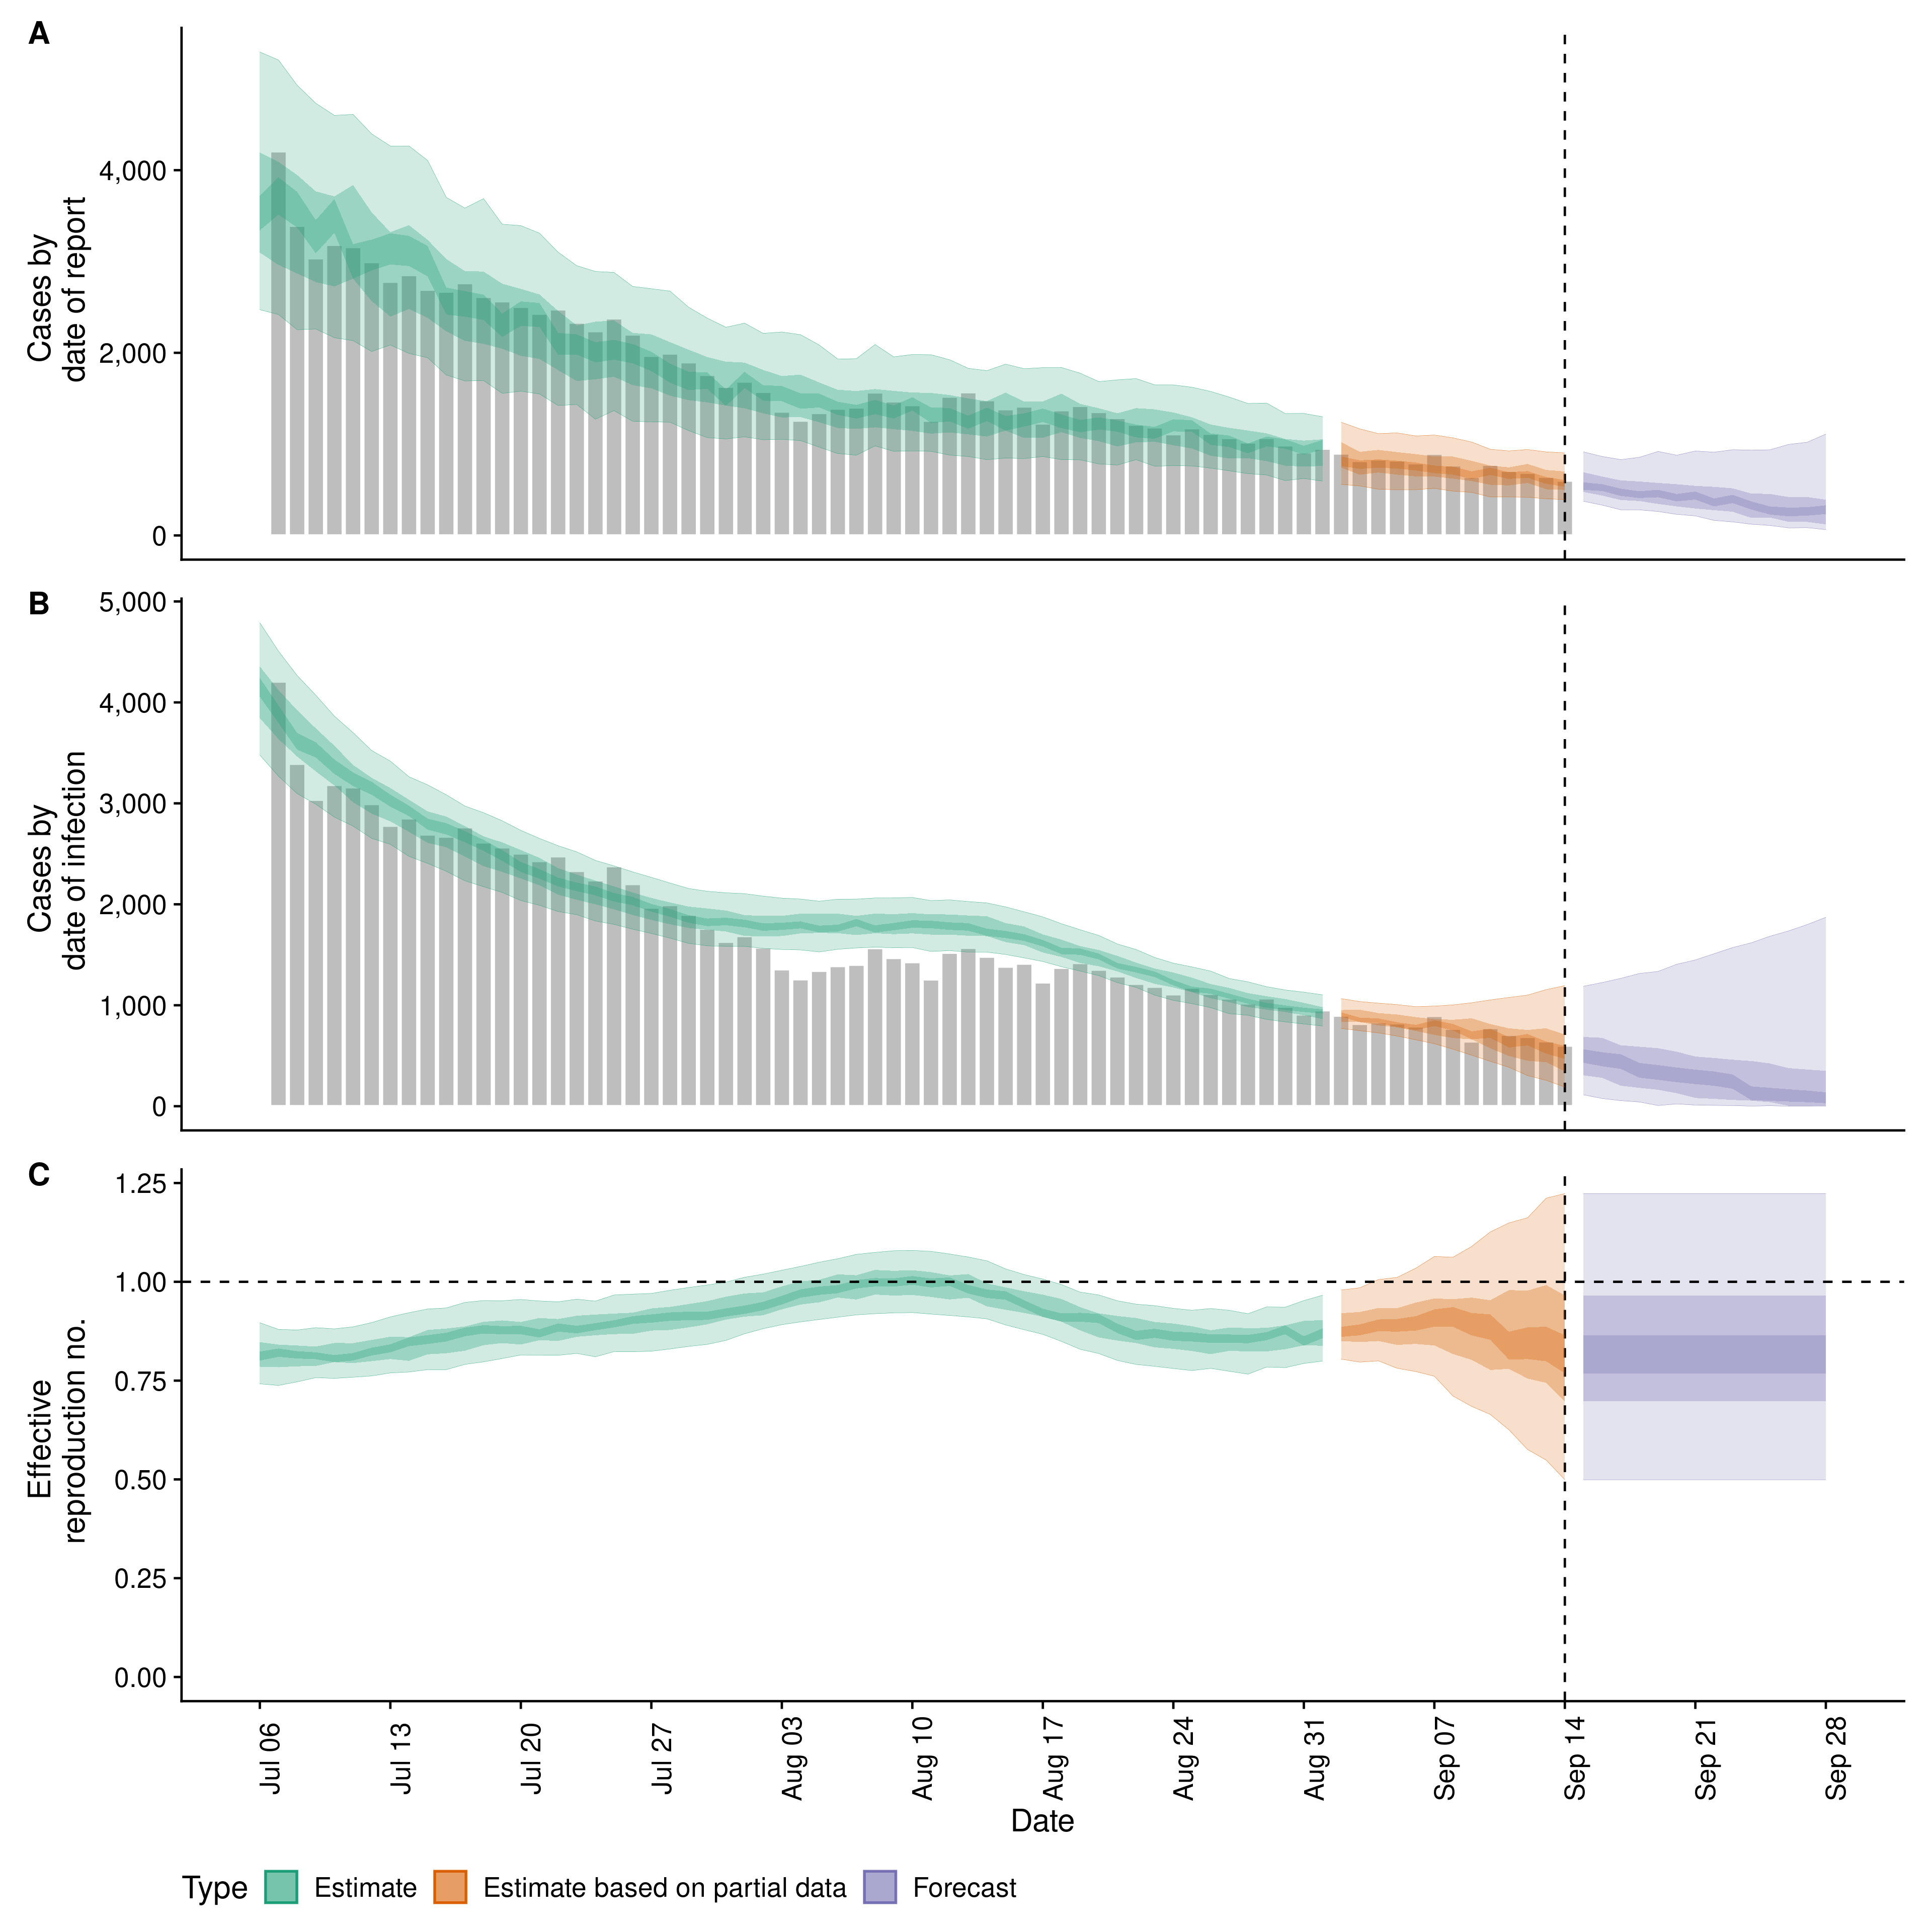 A
Cases by
date of report
4,000
2,000
0
B
Cases by
date of infection
5,000
4,000
3,000
2,000
1,000
0
C
Effective
reproduction no.
1.25
1.00
0.75
0.50
0.25
0.00
Jul 06
Jul 13
Jul 20
Jul 27
Aug 03
Aug 10
Aug 17
Aug 24
Aug 31
Sep 07
Sep 14
Sep 21
Sep 28
Date
Type Estimate Estimate based on partial data Forecast